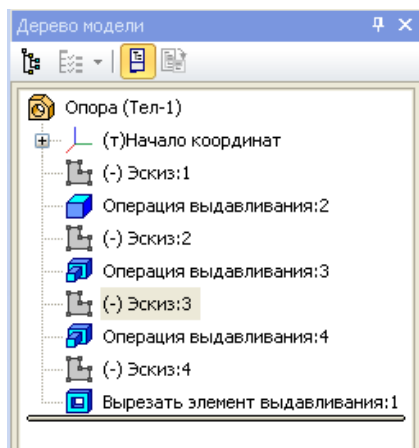 Дерево модели
Опора (Тел-1)
(т)Начало координат
(-) Эскиз:1
Операция выдавливания:2
(-) Эскиз:2
Операция выдавливания:3
(-) Эскиз:3
Операция выдавливания:4
(-) Эскиз:4
Вырезать элемент выдавливания:1